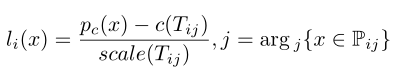 l_i(x) = \frac{p_c(x) - c(T_{ij})}{scale(T_{ij})}, j = \arg_j \{x \in \mathbb{P}_{ij}\}